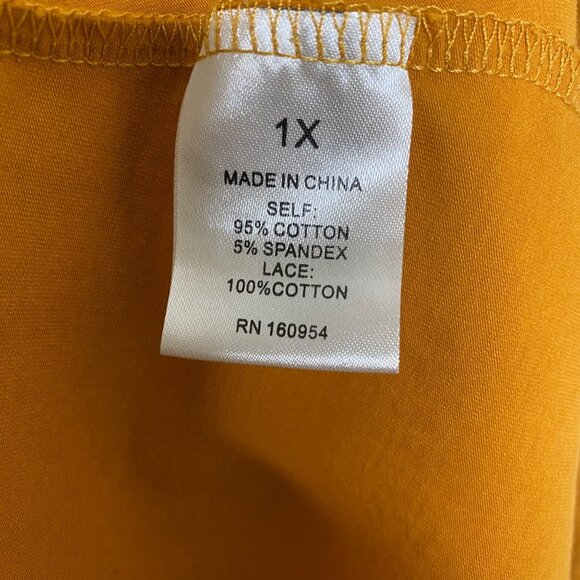 1X
MADE IN CHINA
SELF:
95% COTTON
5% SPANDEX
LACE:
100%COTTON
RN 160954